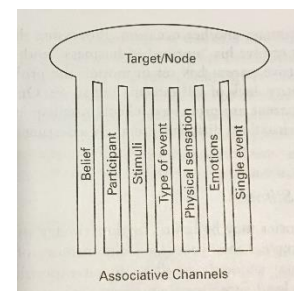 Target/Node
Belief
Participant
Stimuli
Type of event
Physical sensation
Emotions
Single event
Associative Channels